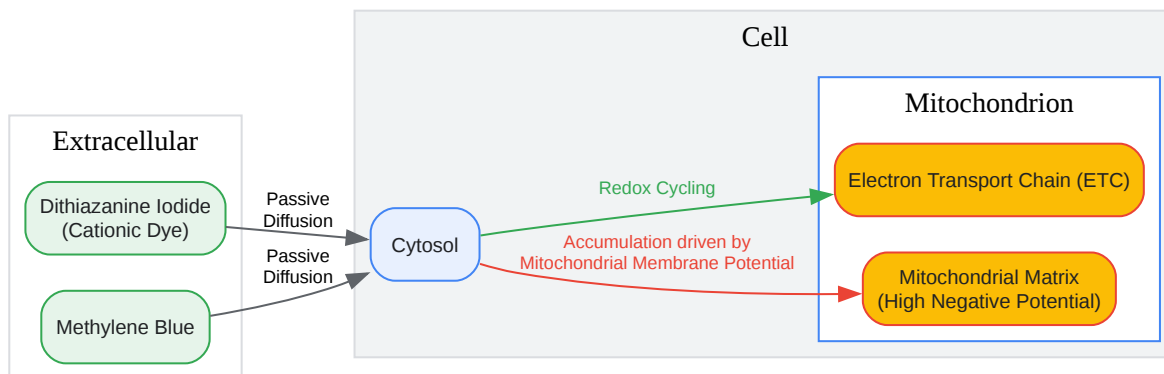 Cell
Mitochondrion
Extracellular
Electron Transport Chain (ETC)
Redox Cycling
Dithiazanine Iodide
(Cationic Dye)
Passive
Diffusion
Cytosol
Accumulation driven by
Mitochondrial Membrane Potential
Passive
Diffusion
Mitochondrial Matrix
(High Negative Potential)
Methylene Blue